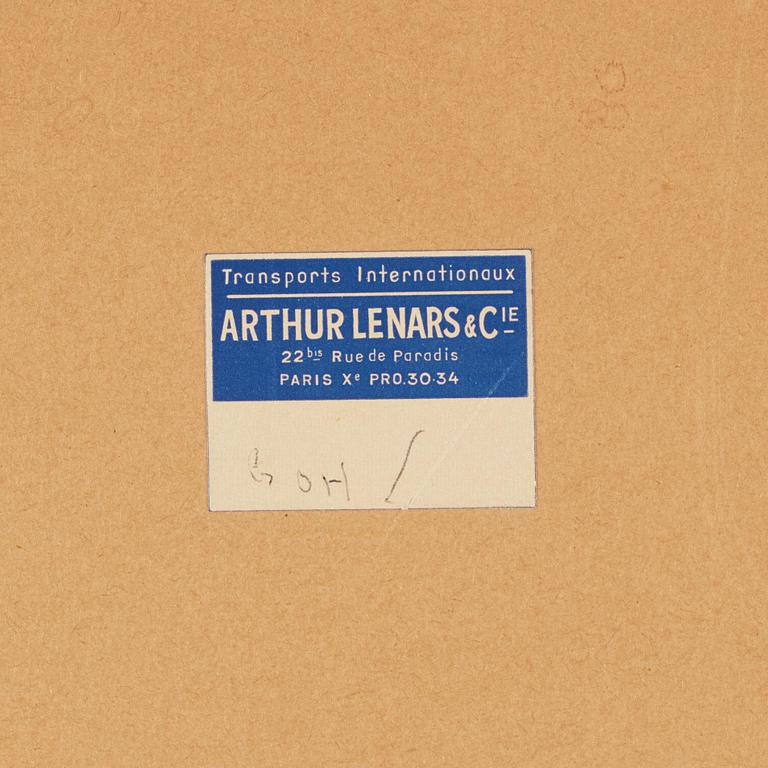 Transports Internationaux
ARTHUR LENARS & CIE
22bis Rue de Paradis
PARIS Xe PRO.30-34